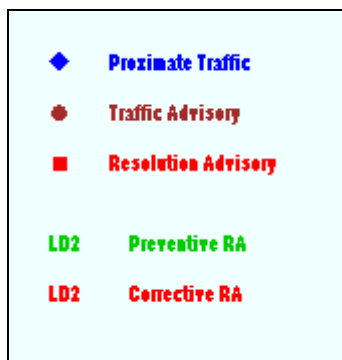 Proximate Traffic
Traffic Advisory
Resolution Advisory
LD2 Preventive RA
LD2 Corrective RA